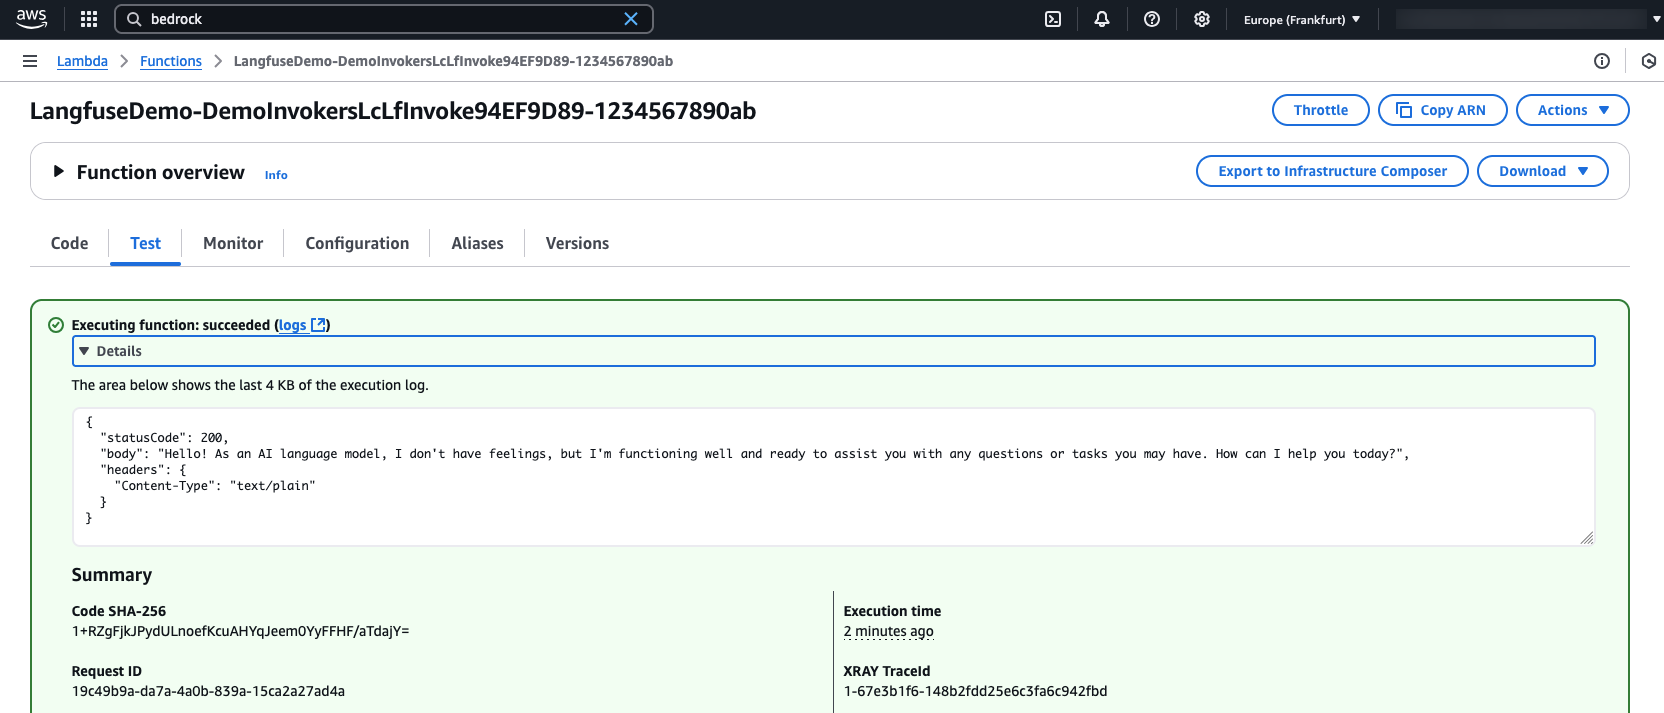 aws
bedrock
Europe (Frankfurt)
Lambda
Functions
LangfuseDemo-DemoInvokersLcLfInvoke94EF9D89-1234567890ab
LangfuseDemo-DemoInvokersLcLfInvoke94EF9D89-1234567890ab
Throttle
Copy ARN
Actions
Function overview
Info
Export to Infrastructure Composer
Download
Code
Test
Monitor
Configuration
Aliases
Versions
Executing function: succeeded (logs)
Details
The area below shows the last 4 KB of the execution log.
{
"statusCode": 200,
"body": "Hello! As an AI language model, I don't have feelings, but I'm functioning well and ready to assist you with any questions or tasks you may have. How can I help you today?",
"headers": {
"Content-Type": "text/plain"
}
}
Summary
Code SHA-256
1+RZgFjkJPydULnoefKcuAHYqJeem0YyFFHF/aTdajY=
Execution time
2 minutes ago
Request ID
19c49b9a-da7a-4a0b-839a-15ca2a27ad4a
XRAY TraceId
1-67e3b1f6-148b2fdd25e6c3fa6c942fbd